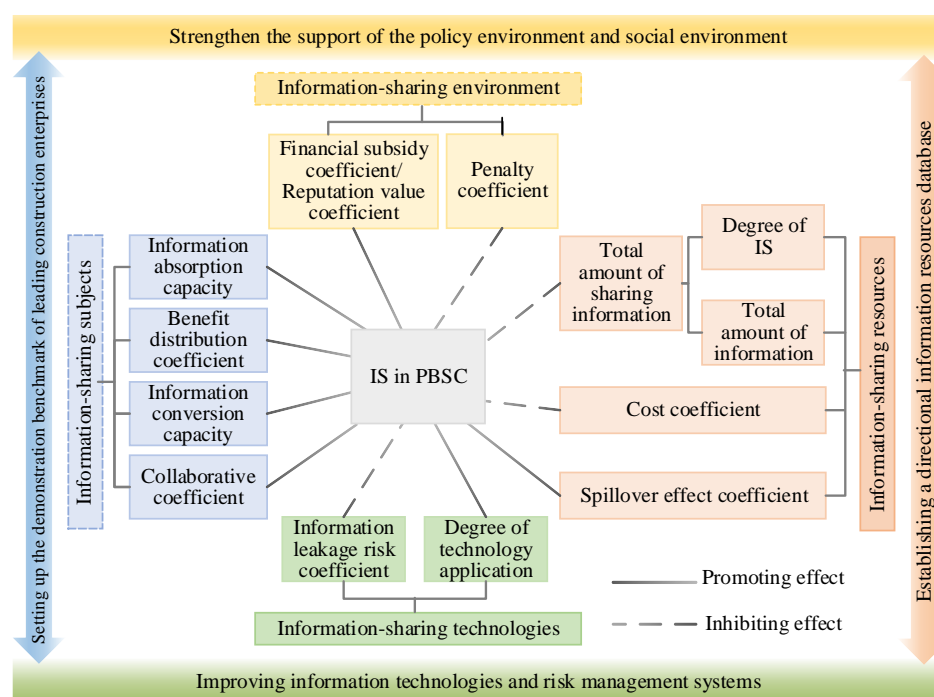 Strengthen the support of the policy environment and social environment
Setting up the demonstration benchmark of leading construction enterprises
Information-sharing environment
Financial subsidy
coefficient/
Reputation value
coefficient
Penalty
coefficient
Information-sharing subjects
Information
absorption
capacity
Benefit
distribution
coefficient
Information
conversion
capacity
Collaborative
coefficient
IS in PBSC
Total
amount of
sharing
information
Degree of
IS
Total
amount of
information
Cost coefficient
Spillover effect coefficient
Information-sharing resources
Establishing a directional information resources database
Information
leakage risk
coefficient
Degree of
technology
application
Information-sharing technologies
Promoting effect
Inhibiting effect
Improving information technologies and risk management systems